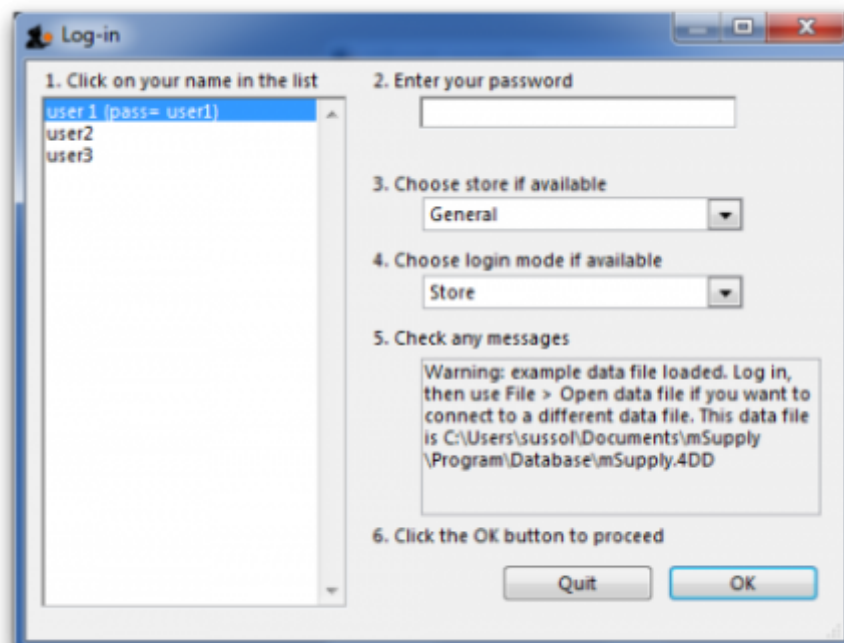 Log-in
1. Click on your name in the list
user 1 (pass= user1)
user2
user3
2. Enter your password
3. Choose store if available
General
4. Choose login mode if available
Store
5. Check any messages
Warning: example data file loaded. Log in,
then use File > Open data file if you want to
connect to a different data file. This data file
is C:\Users\sussol\Documents\mSupply
\Program\Database\mSupply.4DD
6. Click the OK button to proceed
Quit
OK